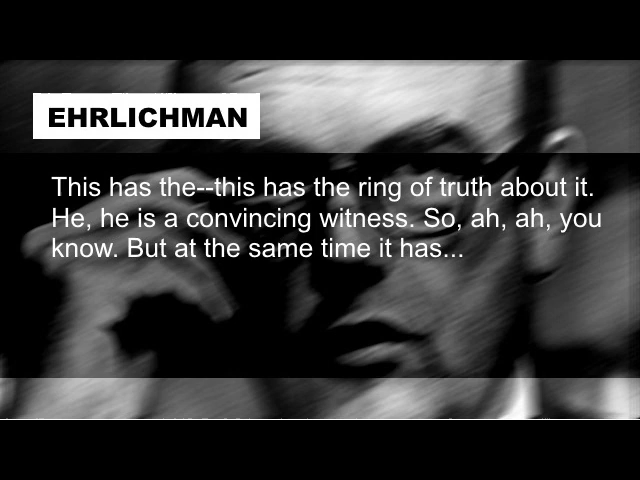 EHRLICHMAN
This has the--this has the ring of truth about it.
He, he is a convincing witness. So, ah, ah, you
know. But at the same time it has...